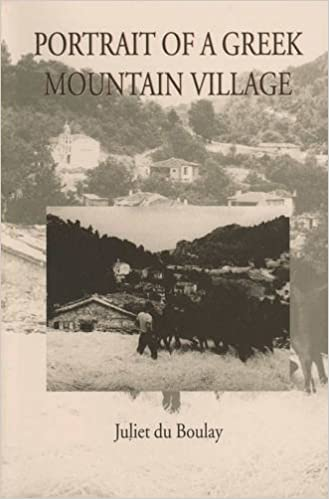 PORTRAIT OF A GREEK
MOUNTAIN VILLAGE
Juliet du Boulay